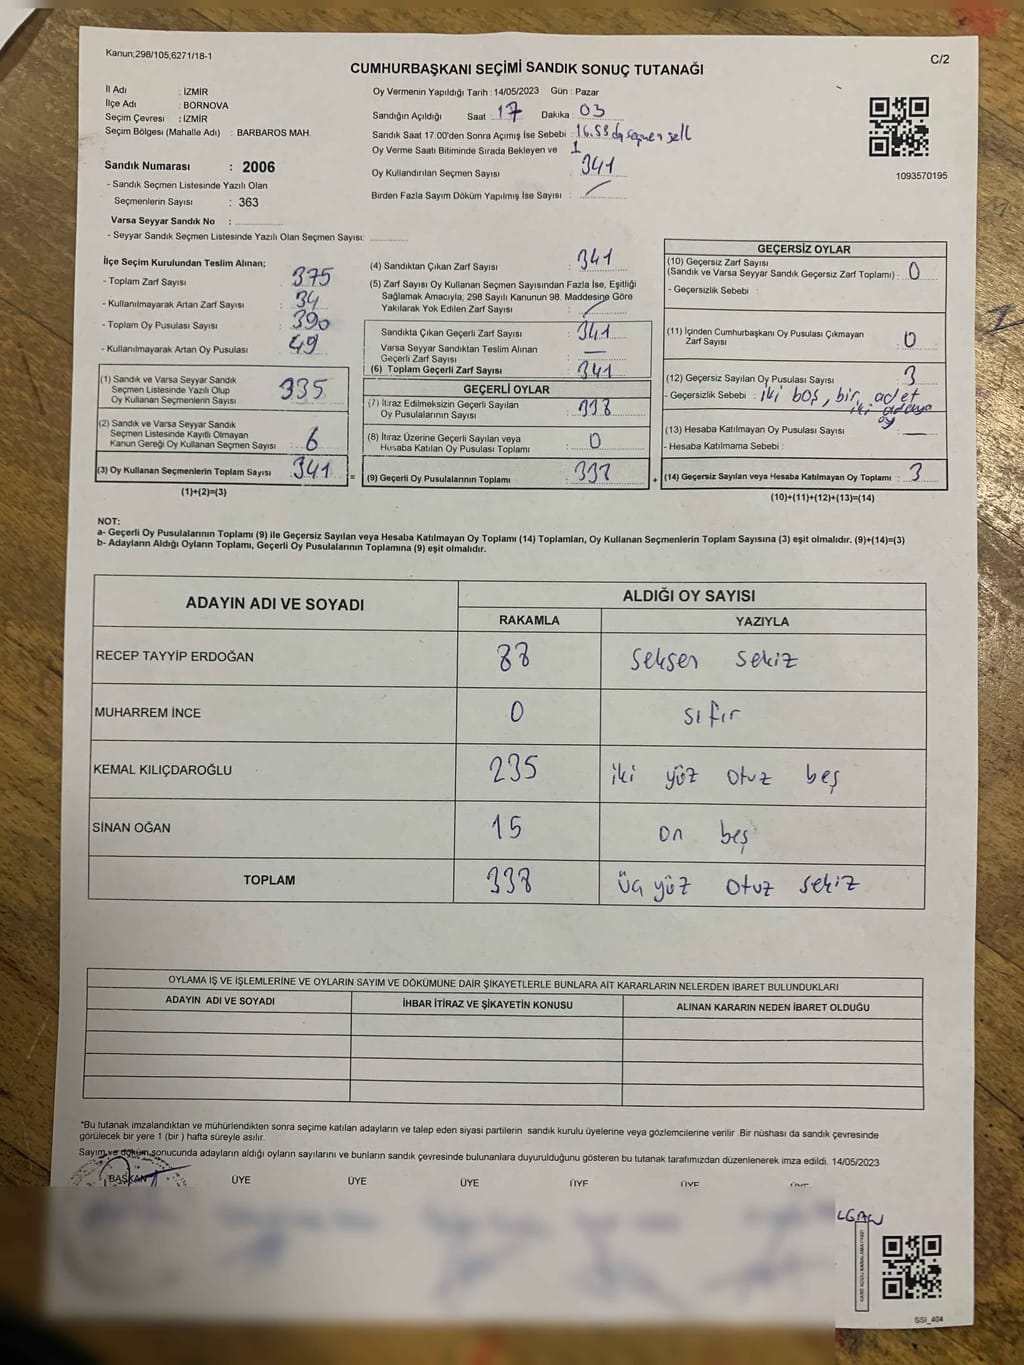 Kanun;298/105,6271/18-1
C/2
CUMHURBAŞKANI SEÇİMİ SANDIK SONUÇ TUTANAĞI
İl Adı : İZMİR
İlçe Adı : BORNOVA
Seçim Çevresi : İZMİR
Seçim Bölgesi (Mahalle Adı) : BARBAROS MAH.
Sandık Numarası : 2006
- Sandık Seçmen Listesinde Yazılı Olan
Seçmenlerin Sayısı : 363
Varsa Seyyar Sandık No :
- Seyyar Sandık Seçmen Listesinde Yazılı Olan Seçmen Sayısı:
Oy Vermenin Yapıldığı Tarih : 14/05/2023 Gün : Pazar
Sandığın Açıldığı Saat : 17 Dakika : 03
Sandık Saat 17:00'den Sonra Açımış İse Sebebi : 16.59 da seçmen
Oy Verme Saati Bitiminde Sırada Bekleyen ve 1
Oy Kullandırılan Seçmen Sayısı 341
Birden Fazla Sayım Döküm Yapılmış İse Sayısı : /
1093570195
İlçe Seçim Kurulundan Teslim Alınan;
- Toplam Zarf Sayısı : 375
- Kullanılmayarak Artan Zarf Sayısı : 34
- Toplam Oy Pusulası Sayısı : 390
- Kullanılmayarak Artan Oy Pusulası : 49
(1) Sandık ve Varsa Seyyar Sandık
Seçmen Listesinde Yazılı Olup
Oy Kullanan Seçmenlerin Sayısı 335
(2) Sandık ve Varsa Seyyar Sandık
Seçmen Listesinde Kayıtlı Olmayan
Kanun Gereği Oy Kullanan Seçmen Sayısı 6
(3) Oy Kullanan Seçmenlerin Toplam Sayısı 341
(1)+(2)=(3)
(4) Sandıktan Çıkan Zarf Sayısı : 341
(5) Zarf Sayısı Oy Kullanan Seçmen Sayısından Fazla İse, Eşitliği
Sağlamak Amacıyla; 298 Sayılı Kanunun 98. Maddesine Göre
Yakılarak Yok Edilen Zarf Sayısı : /
Sandıkta Çıkan Geçerli Zarf Sayısı : 341
Varsa Seyyar Sandıktan Teslim Alınan
Geçerli Zarf Sayısı : —
(6) Toplam Geçerli Zarf Sayısı : 341
GEÇERLİ OYLAR
(7) İtiraz Edilmeksizin Geçerli Sayılan
Oy Pusulalarının Sayısı : 338
(8) İtiraz Üzerine Geçerli Sayılan veya
Hesaba Katılan Oy Pusulası Toplamı : 0
= (9) Geçerli Oy Pusulalarının Toplamı : 338
GEÇERSİZ OYLAR
(10) Geçersiz Zarf Sayısı
(Sandık ve Varsa Seyyar Sandık Geçersiz Zarf Toplamı) : 0
- Geçersizlik Sebebi :
(11) İçinden Cumhurbaşkanı Oy Pusulası Çıkmayan
Zarf Sayısı : 0
(12) Geçersiz Sayılan Oy Pusulası Sayısı : 3
- Geçersizlik Sebebi : iki boş, bir adet
iki adaya
oy
(13) Hesaba Katılmayan Oy Pusulası Sayısı : —
- Hesaba Katılmama Sebebi :
+ (14) Geçersiz Sayılan veya Hesaba Katılmayan Oy Toplamı : 3
(10)+(11)+(12)+(13)=(14)
NOT:
a- Geçerli Oy Pusulalarının Toplamı (9) ile Geçersiz Sayılan veya Hesaba Katılmayan Oy Toplamı (14) Toplamları, Oy Kullanan Seçmenlerin Toplam Sayısına (3) eşit olmalıdır. (9)+(14)=(3)
b- Adayların Aldığı Oyların Toplamı, Geçerli Oy Pusulalarının Toplamına (9) eşit olmalıdır.
ADAYIN ADI VE SOYADI
ALDIĞI OY SAYISI
RAKAMLA YAZIYLA
RECEP TAYYİP ERDOĞAN 88 seksen sekiz
MUHARREM İNCE 0 sıfır
KEMAL KILIÇDAROĞLU 235 iki yüz otuz beş
SİNAN OĞAN 15 on beş
TOPLAM 338 üç yüz otuz sekiz
OYLAMA İŞ VE İŞLEMLERİNE VE OYLARIN SAYIM VE DÖKÜMÜNE DAİR ŞİKAYETLERLE BUNLARA AİT KARARLARIN NELERDEN İBARET BULUNDUKLARI
ADAYIN ADI VE SOYADI İHBAR İTİRAZ VE ŞİKAYETİN KONUSU ALINAN KARARIN NEDEN İBARET OLDUĞU
*Bu tutanak imzalandıktan ve mühürlendikten sonra seçime katılan adayların ve talep eden siyasi partilerin sandık kurulu üyelerine veya gözlemcilerine verilir. Bir nüshası da sandık çevresinde
görülecek bir yere 1 (bir) hafta süreyle asılır.
Sayım ve döküm sonucunda adayların aldığı oyların sayılarını ve bunların sandık çevresinde bulunanlara duyurulduğunu gösteren bu tutanak tarafımızdan düzenlenerek imza edildi. 14/05/2023
BAŞKAN ÜYE ÜYE ÜYE ÜYE ÜYE
SSI_404